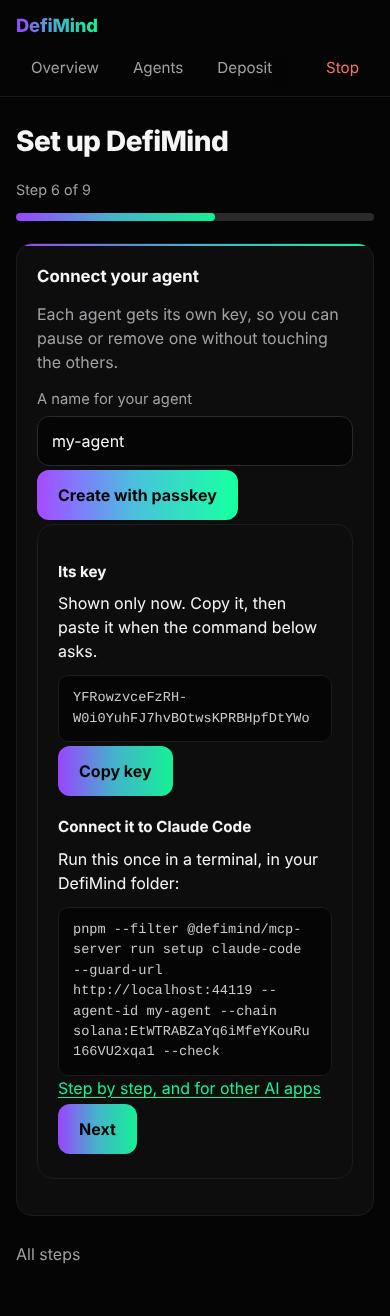 DefiMind
Overview Agents Deposit Stop
Set up DefiMind
Step 6 of 9
Connect your agent
Each agent gets its own key, so you can
pause or remove one without touching
the others.
A name for your agent
my-agent
Create with passkey
Its key
Shown only now. Copy it, then
paste it when the command below
asks.
YFRowzvceFzRH-
W0i0YuhFJ7hvBOtwsKPRBHpfDtYWo
Copy key
Connect it to Claude Code
Run this once in a terminal, in your
DefiMind folder:
pnpm --filter @defimind/mcp-
server run setup claude-code
--guard-url
http://localhost:44119 --
agent-id my-agent --chain
solana:EtWTRABZaYq6iMfeYKouRu
166VU2xqa1 --check
Step by step, and for other AI apps
Next
All steps